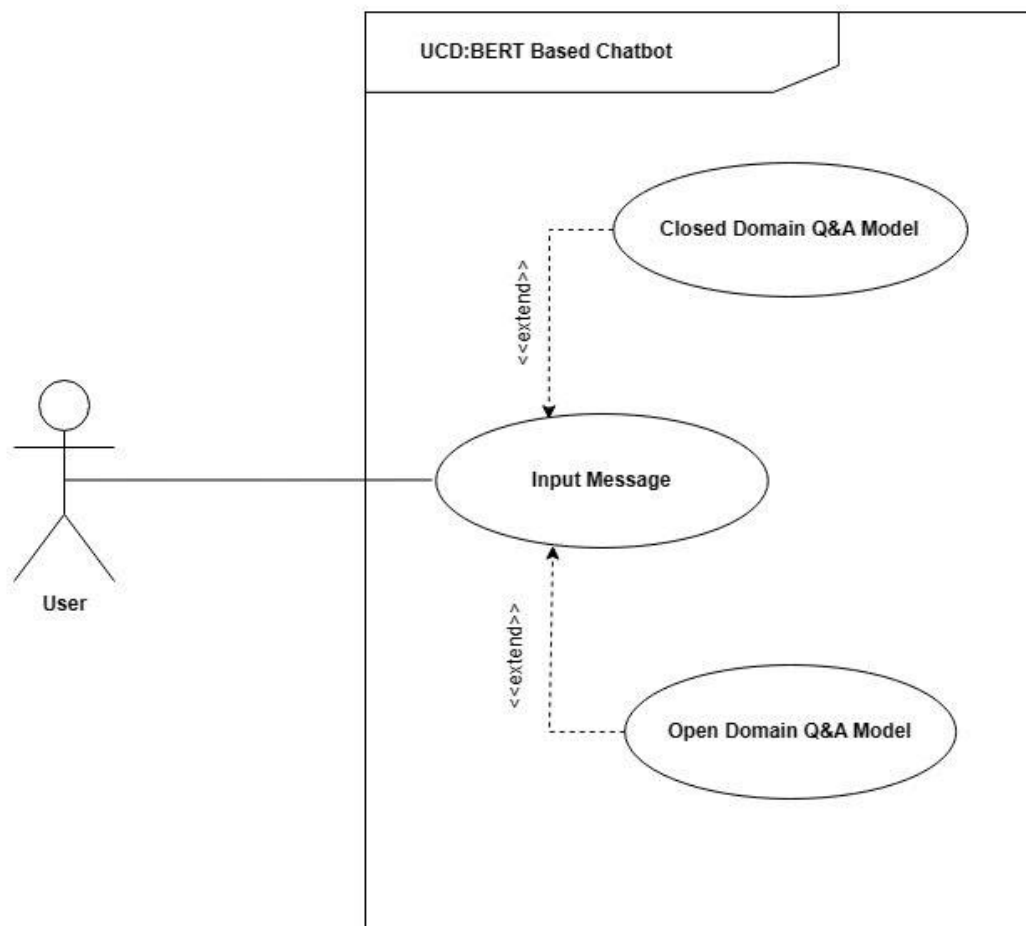 UCD:BERT Based Chatbot
Closed Domain Q&A Model
<<extend>>
Input Message
User
<<extend>>
Open Domain Q&A Model